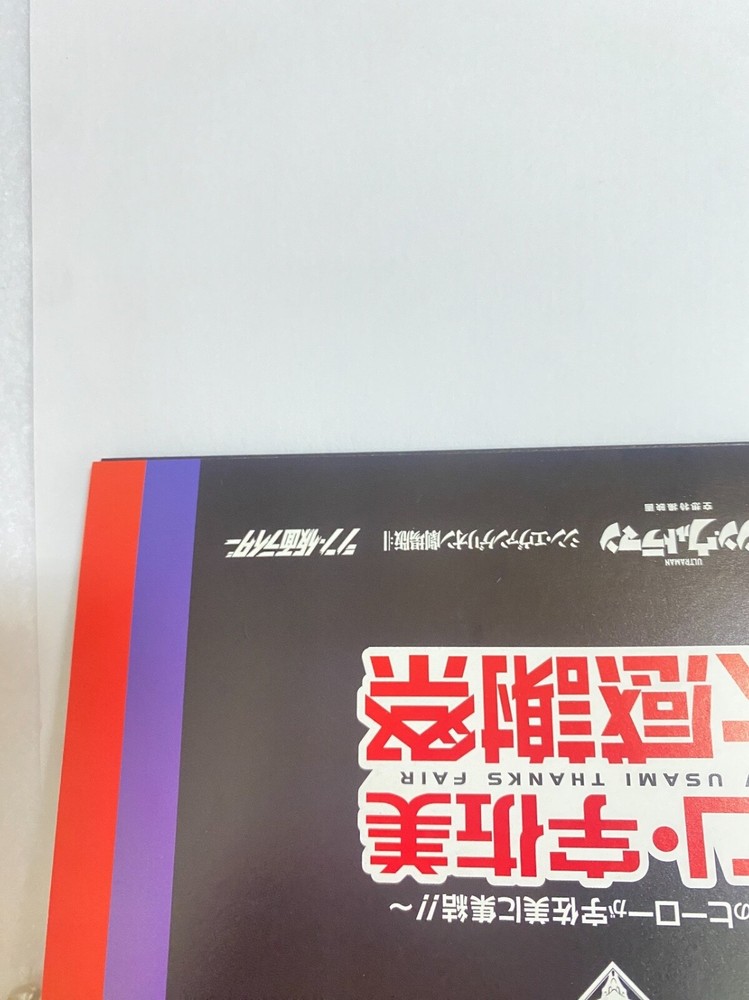 のヒーローが宇佐美に集結!!～
ン・宇佐美
USAMI THANKS FAIR
大感謝祭
ULTRAMAN
ン・ウルトラマン
空想特撮映画
シン・エヴァンゲリオン劇場版:||
シン・仮面ライダー